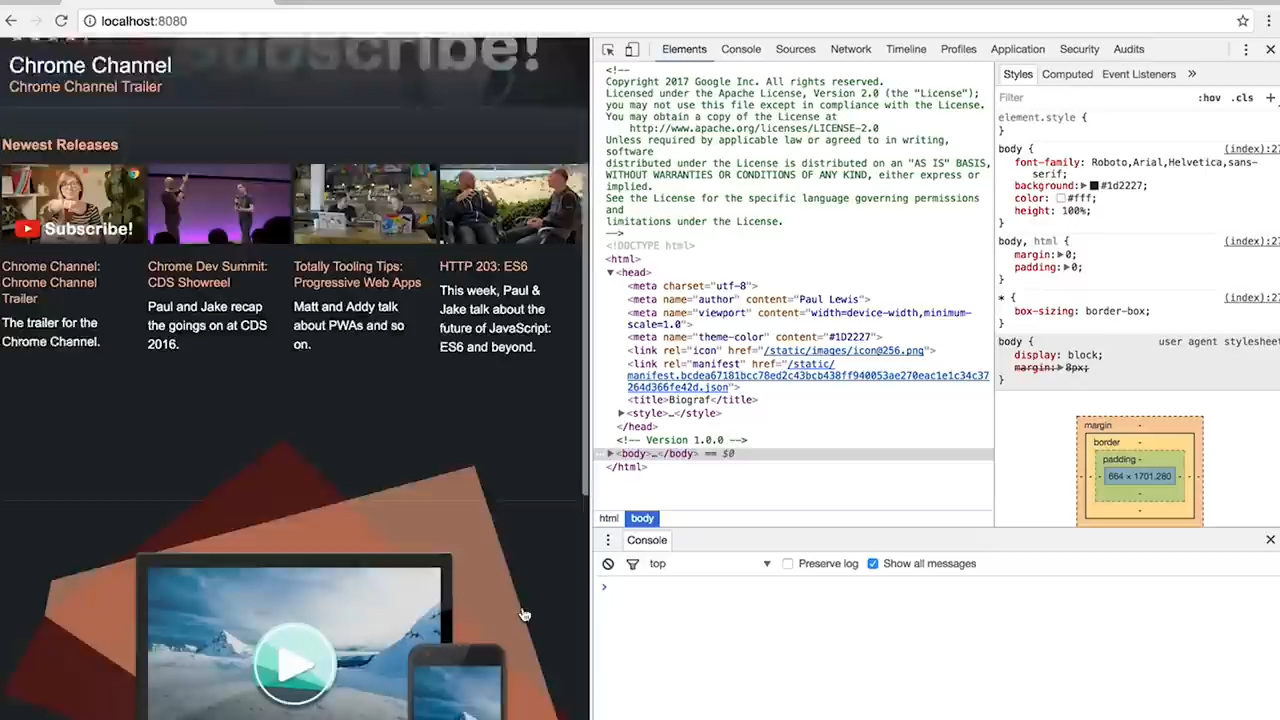 localhost:8080
Subscribe!
Chrome Channel
Chrome Channel Trailer
Newest Releases
Subscribe!
Chrome Channel:
Chrome Channel
Trailer
The trailer for the
Chrome Channel.
Chrome Dev Summit:
CDS Showreel
Paul and Jake recap
the goings on at CDS
2016.
Totally Tooling Tips:
Progressive Web Apps
Matt and Addy talk
about PWAs and so
on.
HTTP 203: ES6
This week, Paul &
Jake talk about the
future of JavaScript:
ES6 and beyond.
Elements Console Sources Network Timeline Profiles Application Security Audits
<!--
Copyright 2017 Google Inc. All rights reserved.
Licensed under the Apache License, Version 2.0 (the "License");
you may not use this file except in compliance with the License.
You may obtain a copy of the License at
http://www.apache.org/licenses/LICENSE-2.0
Unless required by applicable law or agreed to in writing,
software
distributed under the License is distributed on an "AS IS" BASIS,
WITHOUT WARRANTIES OR CONDITIONS OF ANY KIND, either express or
implied.
See the License for the specific language governing permissions
and
limitations under the License.
-->
<!DOCTYPE html>
<html>
<head>
<meta charset="utf-8">
<meta name="author" content="Paul Lewis">
<meta name="viewport" content="width=device-width,minimum-
scale=1.0">
<meta name="theme-color" content="#1D2227">
<link rel="icon" href="/static/images/icon@256.png">
<link rel="manifest" href="/static/
manifest.bcdea67181bcc78ed2c43bcb438ff940053ae270eac1e1c34c37
264d366fe42d.json">
<title>Biograf</title>
<style>…</style>
</head>
<!-- Version 1.0.0 -->
… <body>…</body> == $0
</html>
html body
Styles Computed Event Listeners »
Filter :hov .cls +
element.style {
}
body { (index):27
font-family: Roboto,Arial,Helvetica,sans-
serif;
background: #1d2227;
color: #fff;
height: 100%;
}
body, html { (index):27
margin: 0;
padding: 0;
}
* { (index):27
box-sizing: border-box;
}
body { user agent stylesheet
display: block;
margin: 8px;
}
margin -
border -
padding -
- - - 664 × 1701.280 - - -
-
-
Console
top Preserve log Show all messages
>